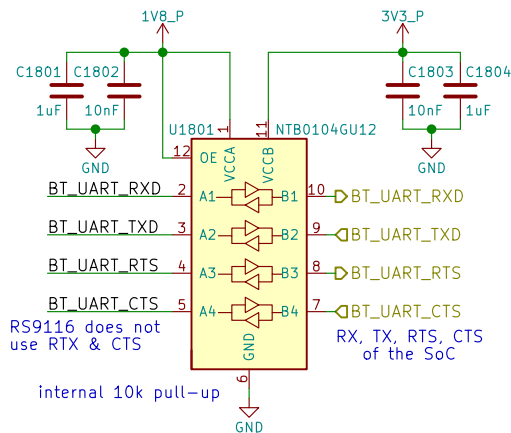 1V8_P
3V3_P
C1801
C1802
C1803
C1804
1uF
10nF
10nF
1uF
GND
GND
U1801
NTB0104GU12
1
11
VCCA
VCCB
12
OE
BT_UART_RXD
2
A1
B1
10
BT_UART_RXD
BT_UART_TXD
3
A2
B2
9
BT_UART_TXD
BT_UART_RTS
4
A3
B3
8
BT_UART_RTS
BT_UART_CTS
5
A4
B4
7
BT_UART_CTS
RS9116 does not
use RTX & CTS
RX, TX, RTS, CTS
of the SoC
GND
6
internal 10k pull-up
GND